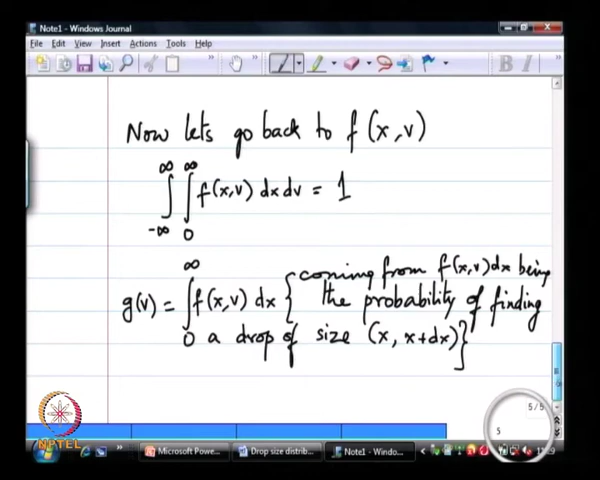 Note1 - Windows Journal
File Edit View Insert Actions Tools Help
B I
Now lets go back to f(x,v)
∫_{-∞}^{∞} ∫_{0}^{∞} f(x,v) dx dv = 1
g(v) = ∫_{0}^{∞} f(x,v) dx { coming from f(x,v)dx being
the probability of finding
a drop of size (x, x+dx) }
5/5
5
NPTEL
Microsoft Powe...
Drop size distrib...
Note1 - Windo...